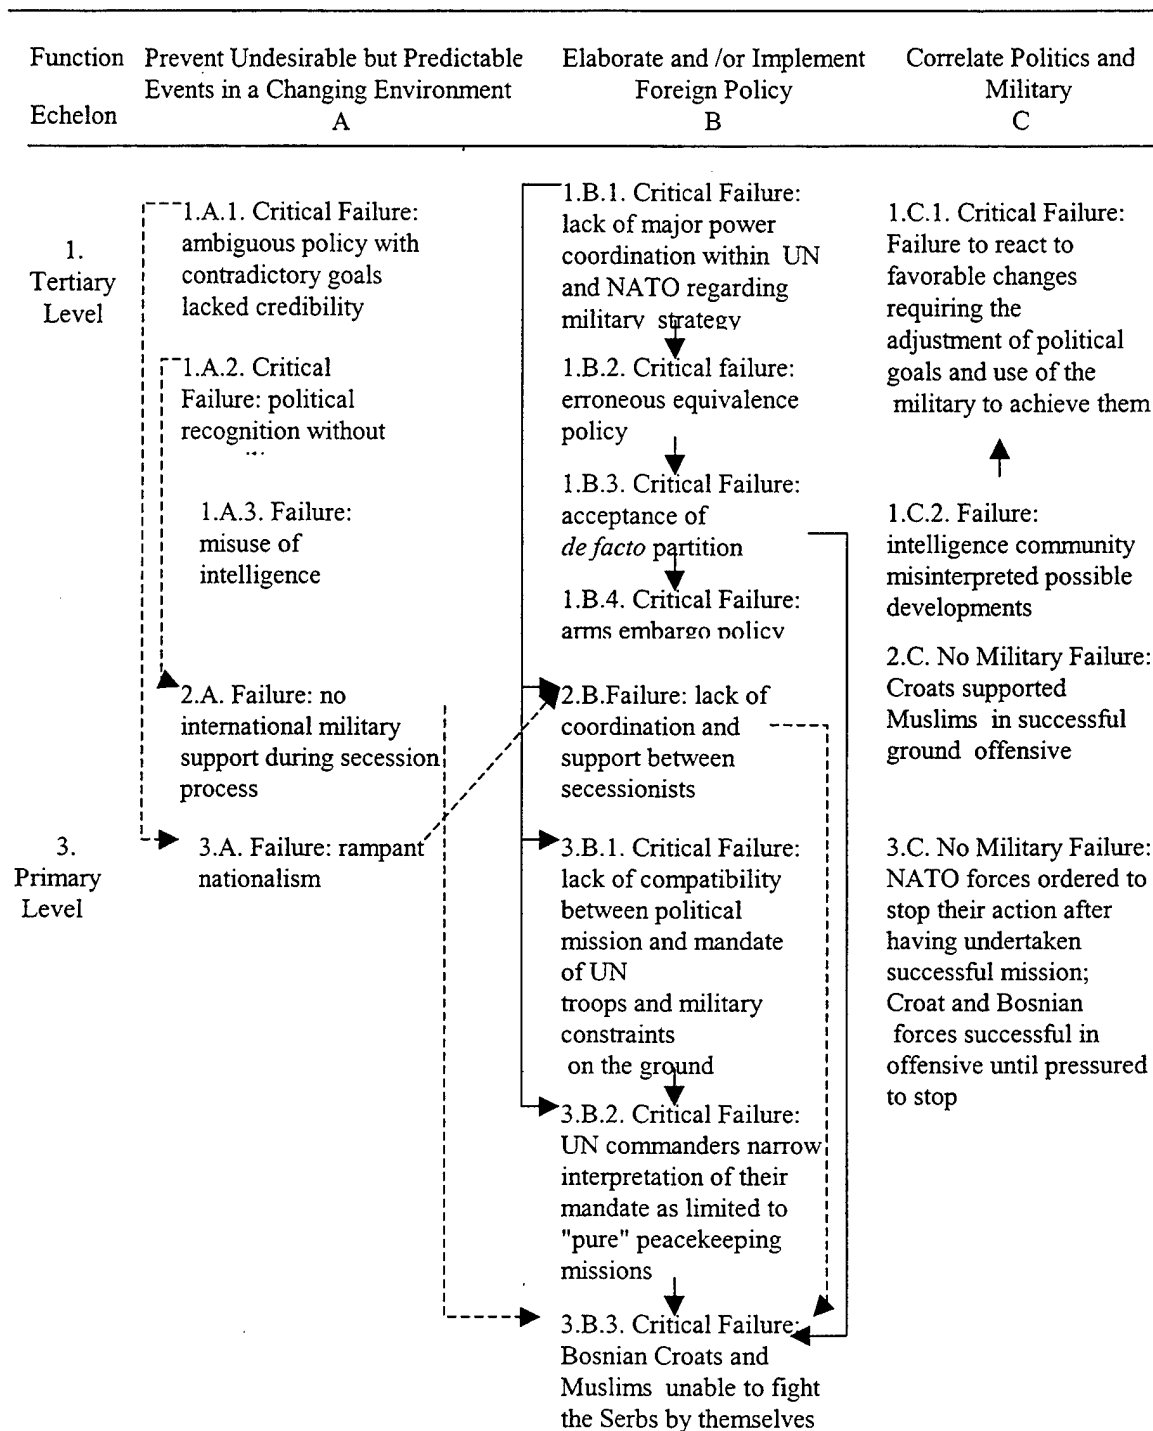 Function
Echelon
Prevent Undesirable but Predictable
Events in a Changing Environment
A
Elaborate and /or Implement
Foreign Policy
B
Correlate Politics and
Military
C
1.
Tertiary
Level
1.A.1. Critical Failure:
ambiguous policy with
contradictory goals
lacked credibility
1.A.2. Critical
Failure: political
recognition without
1.A.3. Failure:
misuse of
intelligence
2.A. Failure: no
international military
support during secession
process
3.
Primary
Level
3.A. Failure: rampant
nationalism
1.B.1. Critical Failure:
lack of major power
coordination within UN
and NATO regarding
military strategy
1.B.2. Critical failure:
erroneous equivalence
policy
1.B.3. Critical Failure:
acceptance of
de facto partition
1.B.4. Critical Failure:
arms embargo policy
2.B.Failure: lack of
coordination and
support between
secessionists
3.B.1. Critical Failure:
lack of compatibility
between political
mission and mandate
of UN
troops and military
constraints
on the ground
3.B.2. Critical Failure:
UN commanders narrow
interpretation of their
mandate as limited to
"pure" peacekeeping
missions
3.B.3. Critical Failure:
Bosnian Croats and
Muslims unable to fight
the Serbs by themselves
1.C.1. Critical Failure:
Failure to react to
favorable changes
requiring the
adjustment of political
goals and use of the
military to achieve them
1.C.2. Failure:
intelligence community
misinterpreted possible
developments
2.C. No Military Failure:
Croats supported
Muslims in successful
ground offensive
3.C. No Military Failure:
NATO forces ordered to
stop their action after
having undertaken
successful mission;
Croat and Bosnian
forces successful in
offensive until pressured
to stop